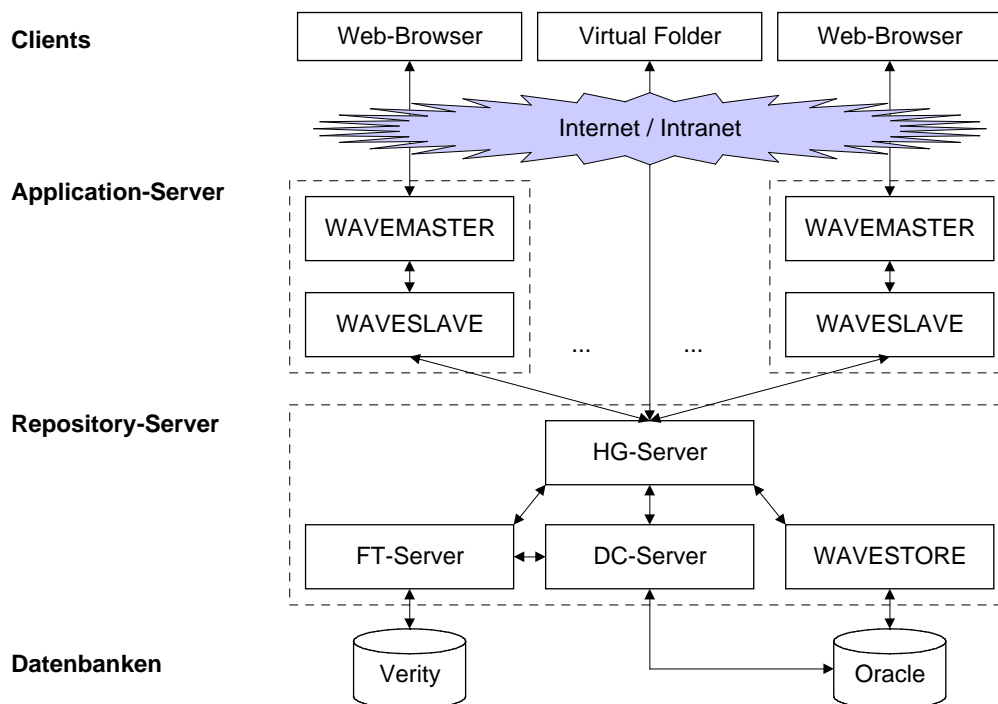 Clients
Web-Browser
Virtual Folder
Web-Browser
Internet / Intranet
Application-Server
WAVEMASTER
WAVEMASTER
WAVESLAVE
WAVESLAVE
...
...
Repository-Server
HG-Server
FT-Server
DC-Server
WAVESTORE
Datenbanken
Verity
Oracle